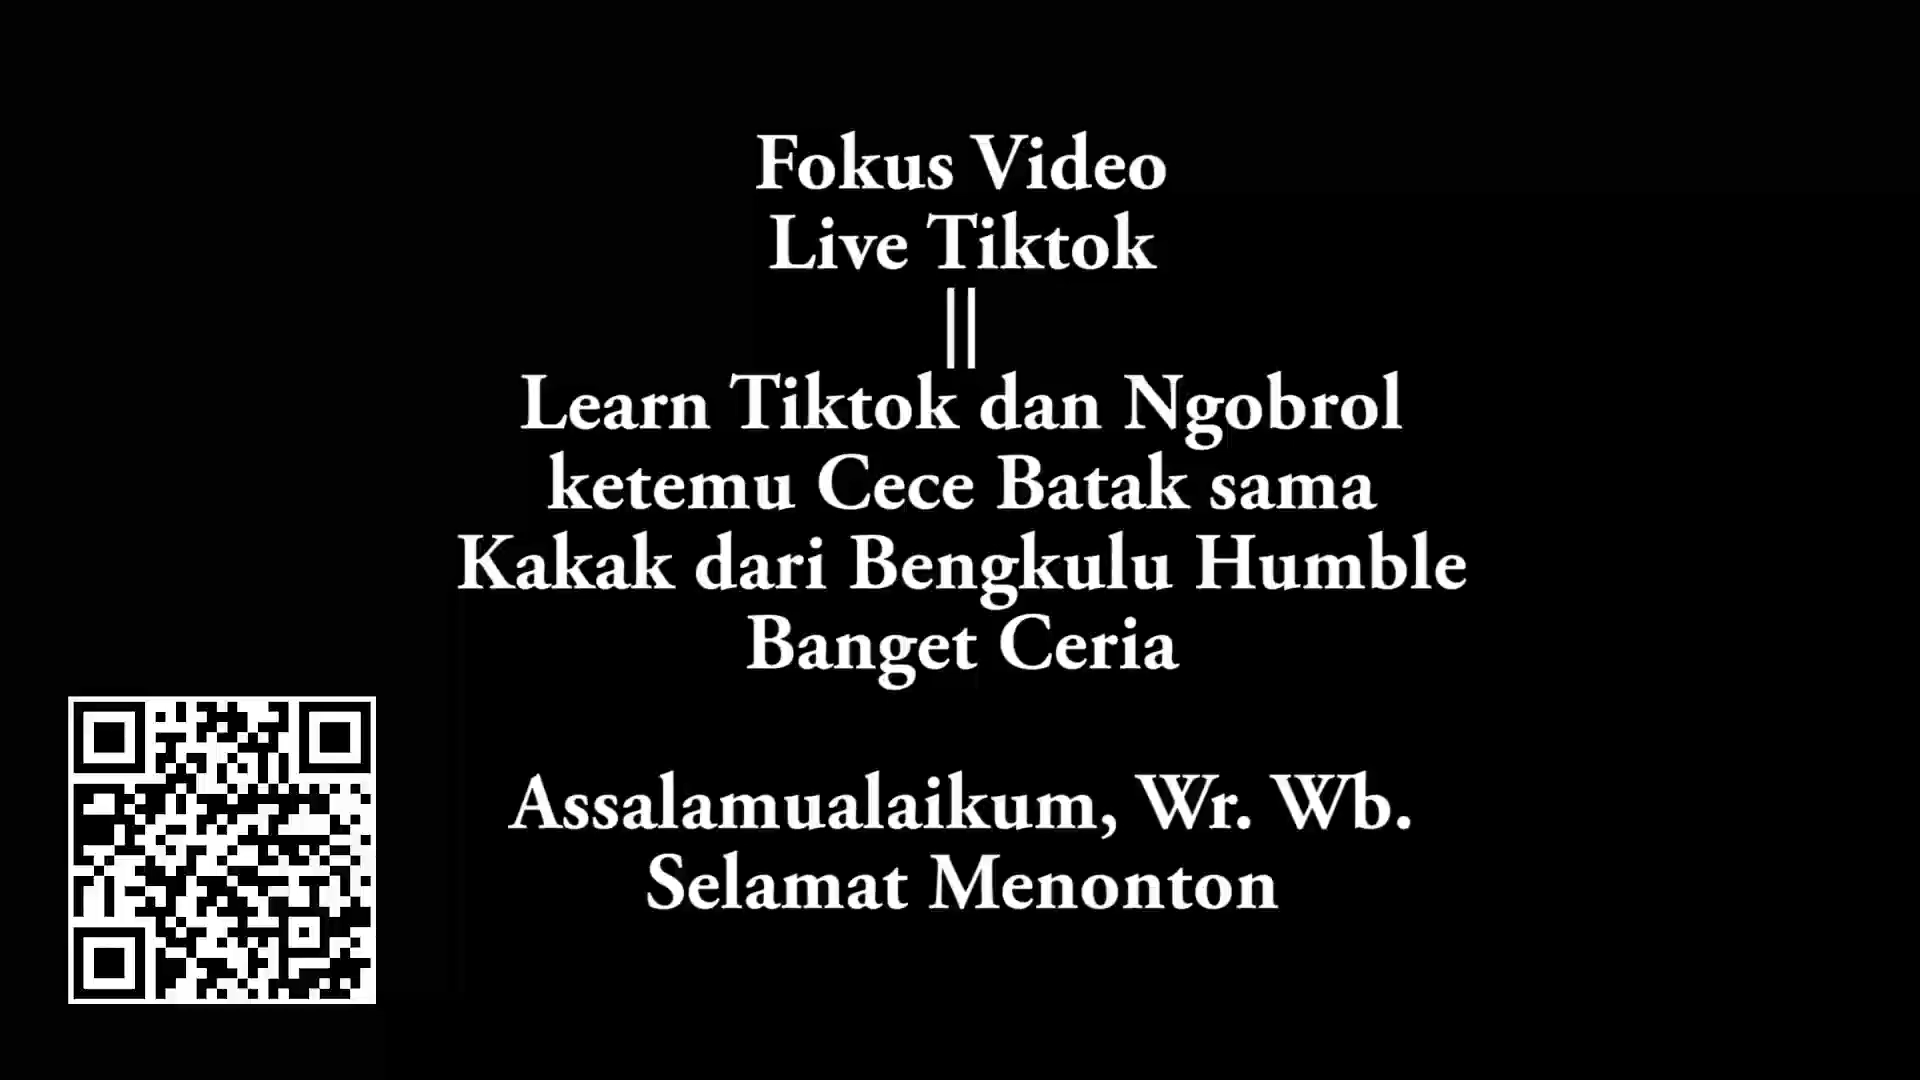 Fokus Video
Live Tiktok
||
Learn Tiktok dan Ngobrol
ketemu Cece Batak sama
Kakak dari Bengkulu Humble
Banget Ceria
Assalamualaikum, Wr. Wb.
Selamat Menonton